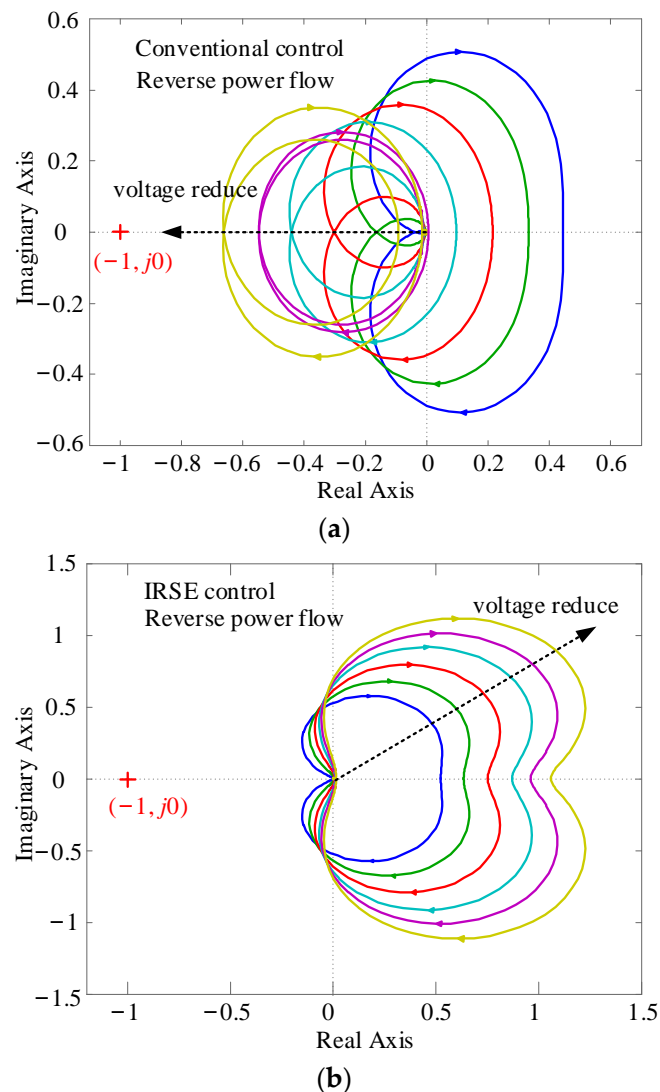 0.6
Conventional control
Reverse power flow
0.4
0.2
voltage reduce
0
(−1, j0)
−0.2
−0.4
−0.6
Imaginary Axis
−1 −0.8 −0.6 −0.4 −0.2 0 0.2 0.4 0.6
Real Axis
(a)
1.5
IRSE control
Reverse power flow
voltage reduce
1
0.5
0
(−1, j0)
−0.5
−1
−1.5
Imaginary Axis
−1 −0.5 0 0.5 1 1.5
Real Axis
(b)